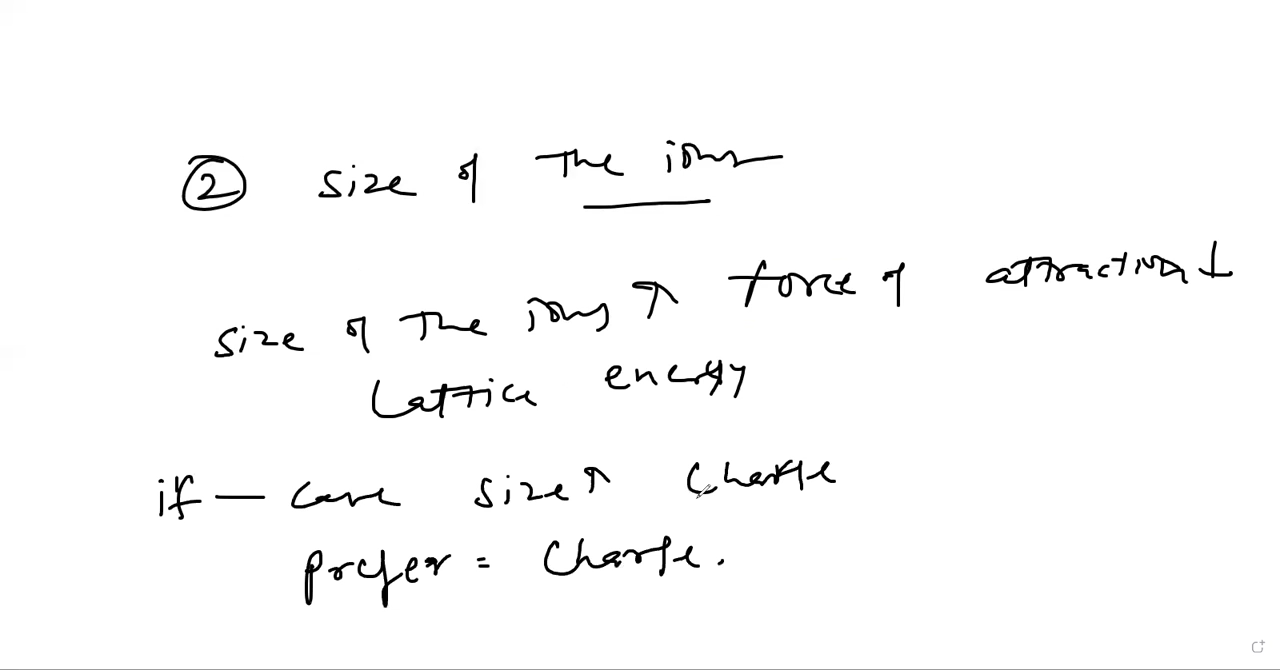 ② size of the ions
size of the ions ↑ force of attraction ↓
Lattice energy
if — case size ↑ charge
prefer = charge.